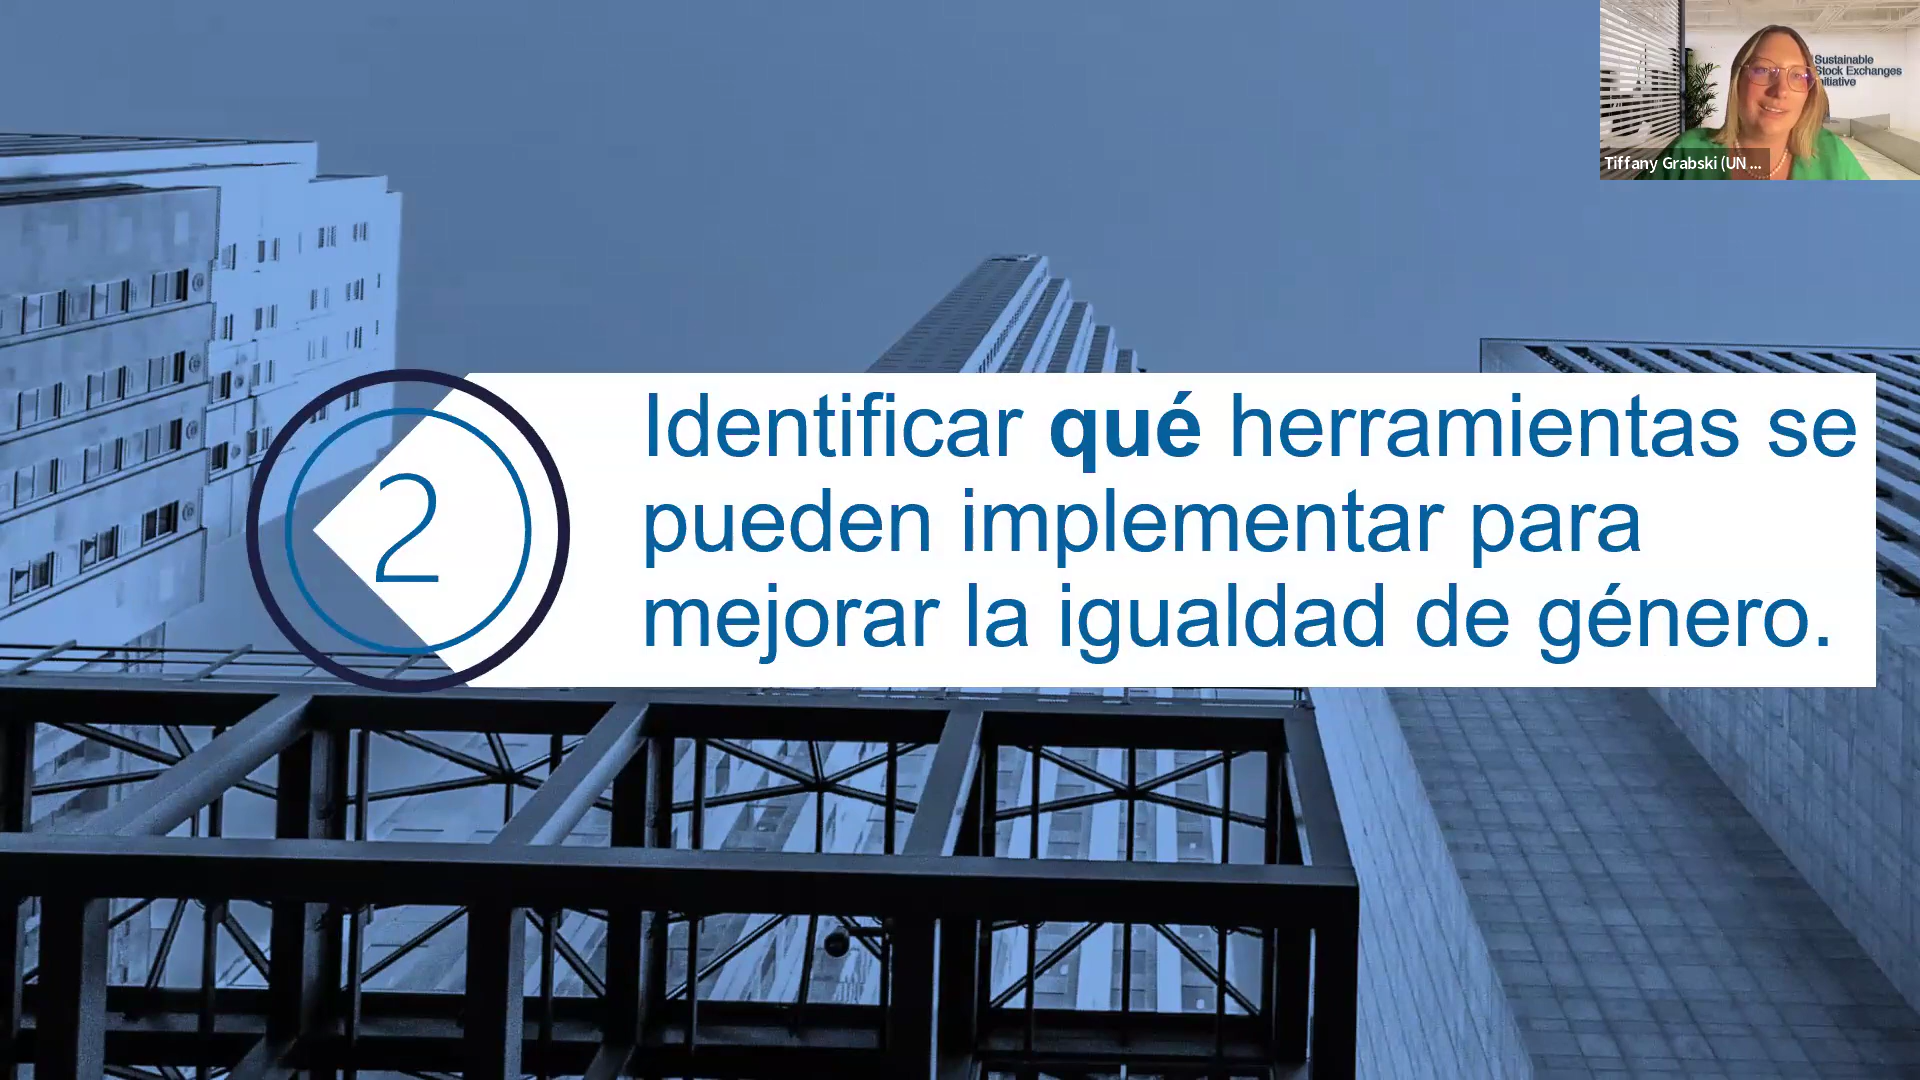 Sustainable
Stock Exchanges
Initiative
Tiffany Grabski (UN ...
2
Identificar qué herramientas se
pueden implementar para
mejorar la igualdad de género.